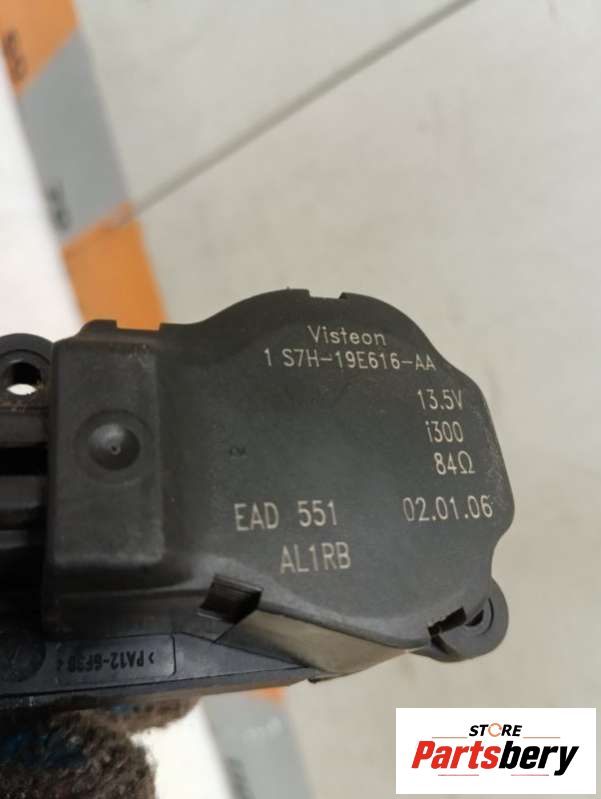 Visteon
1 S7H-19E616-AA
13.5V
i300
84Ω
EAD 551 02.01.06
AL1RB
>PA12-GF30<
STORE
Partsbery